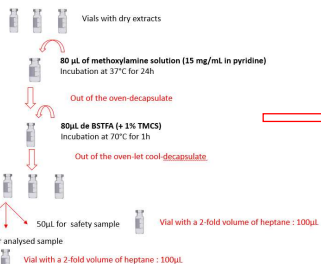 Vials with dry extracts
80 µL of methoxylamine solution (15 mg/mL in pyridine)
Incubation at 37°C for 24h
Out of the oven-decapsulate
80µL de BSTFA (+ 1% TMCS)
Incubation at 70°C for 1h
Out of the oven-let cool-decapsulate
50µL for safety sample
Vial with a 2-fold volume of heptane : 100µL
r analysed sample
Vial with a 2-fold volume of heptane : 100µL